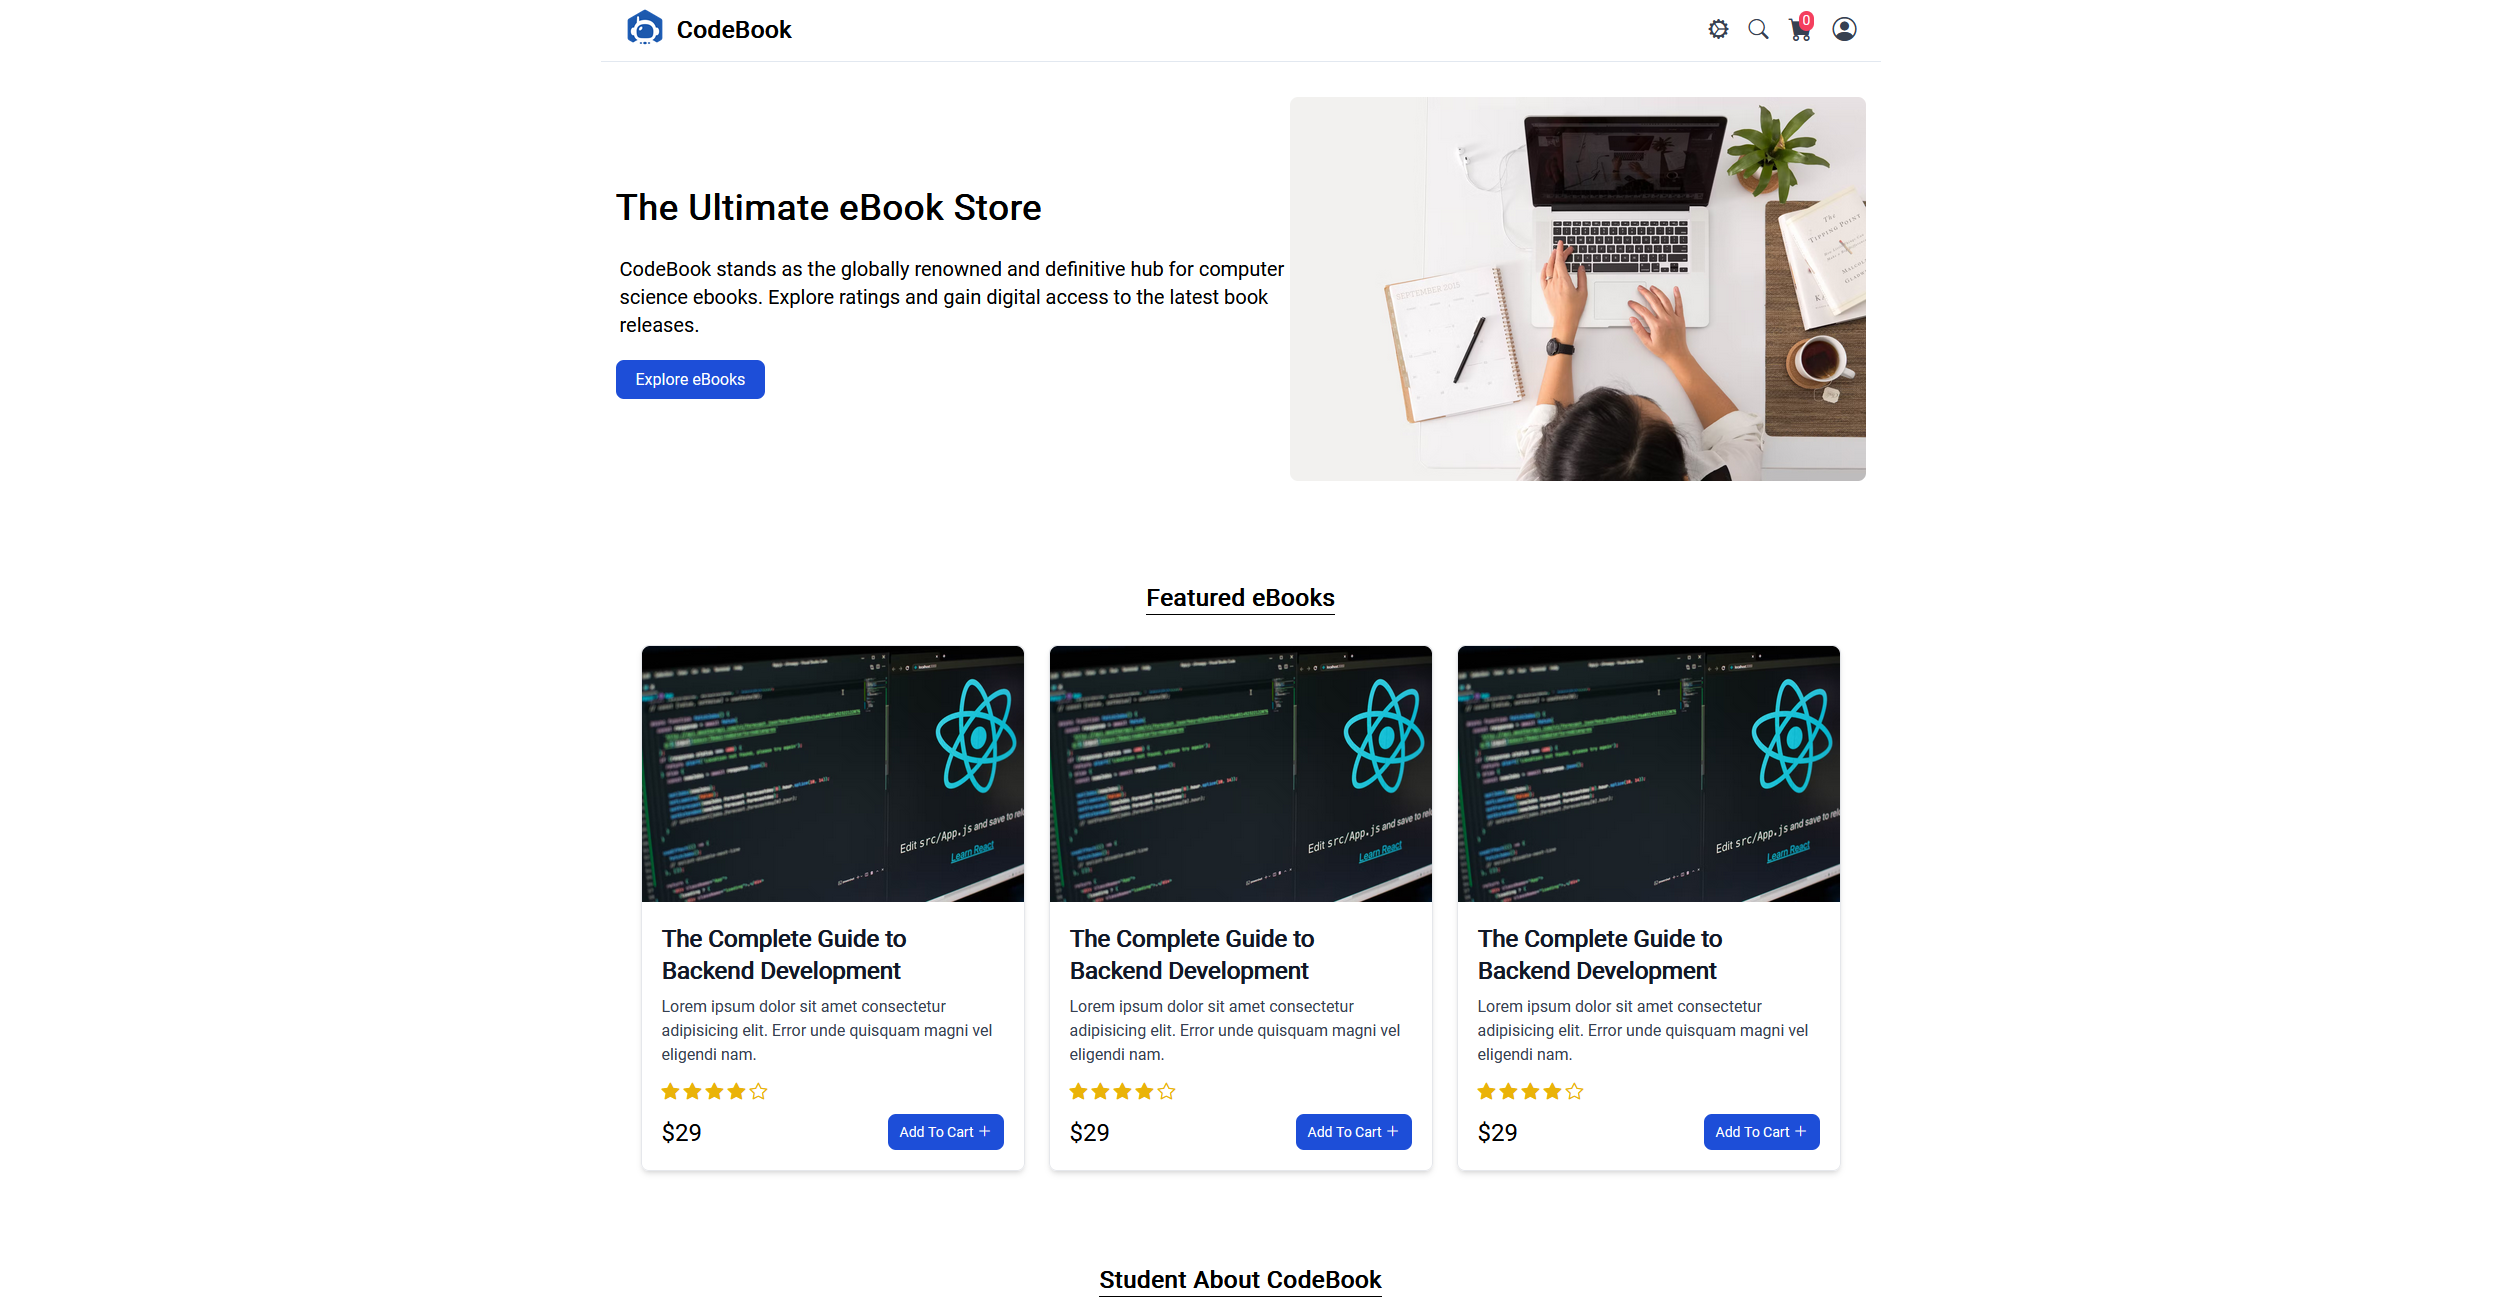 CodeBook
0
The Ultimate eBook Store
CodeBook stands as the globally renowned and definitive hub for computer
science ebooks. Explore ratings and gain digital access to the latest book
releases.
Explore eBooks
SEPTEMBER 2015
The
TIPPING POINT
Featured eBooks
Edit src/App.js and save to rel
Learn React
Edit src/App.js and save to rel
Learn React
Edit src/App.js and save to rel
Learn React
The Complete Guide to
Backend Development
Lorem ipsum dolor sit amet consectetur
adipisicing elit. Error unde quisquam magni vel
eligendi nam.
$29
Add To Cart +
The Complete Guide to
Backend Development
Lorem ipsum dolor sit amet consectetur
adipisicing elit. Error unde quisquam magni vel
eligendi nam.
$29
Add To Cart +
The Complete Guide to
Backend Development
Lorem ipsum dolor sit amet consectetur
adipisicing elit. Error unde quisquam magni vel
eligendi nam.
$29
Add To Cart +
Student About CodeBook